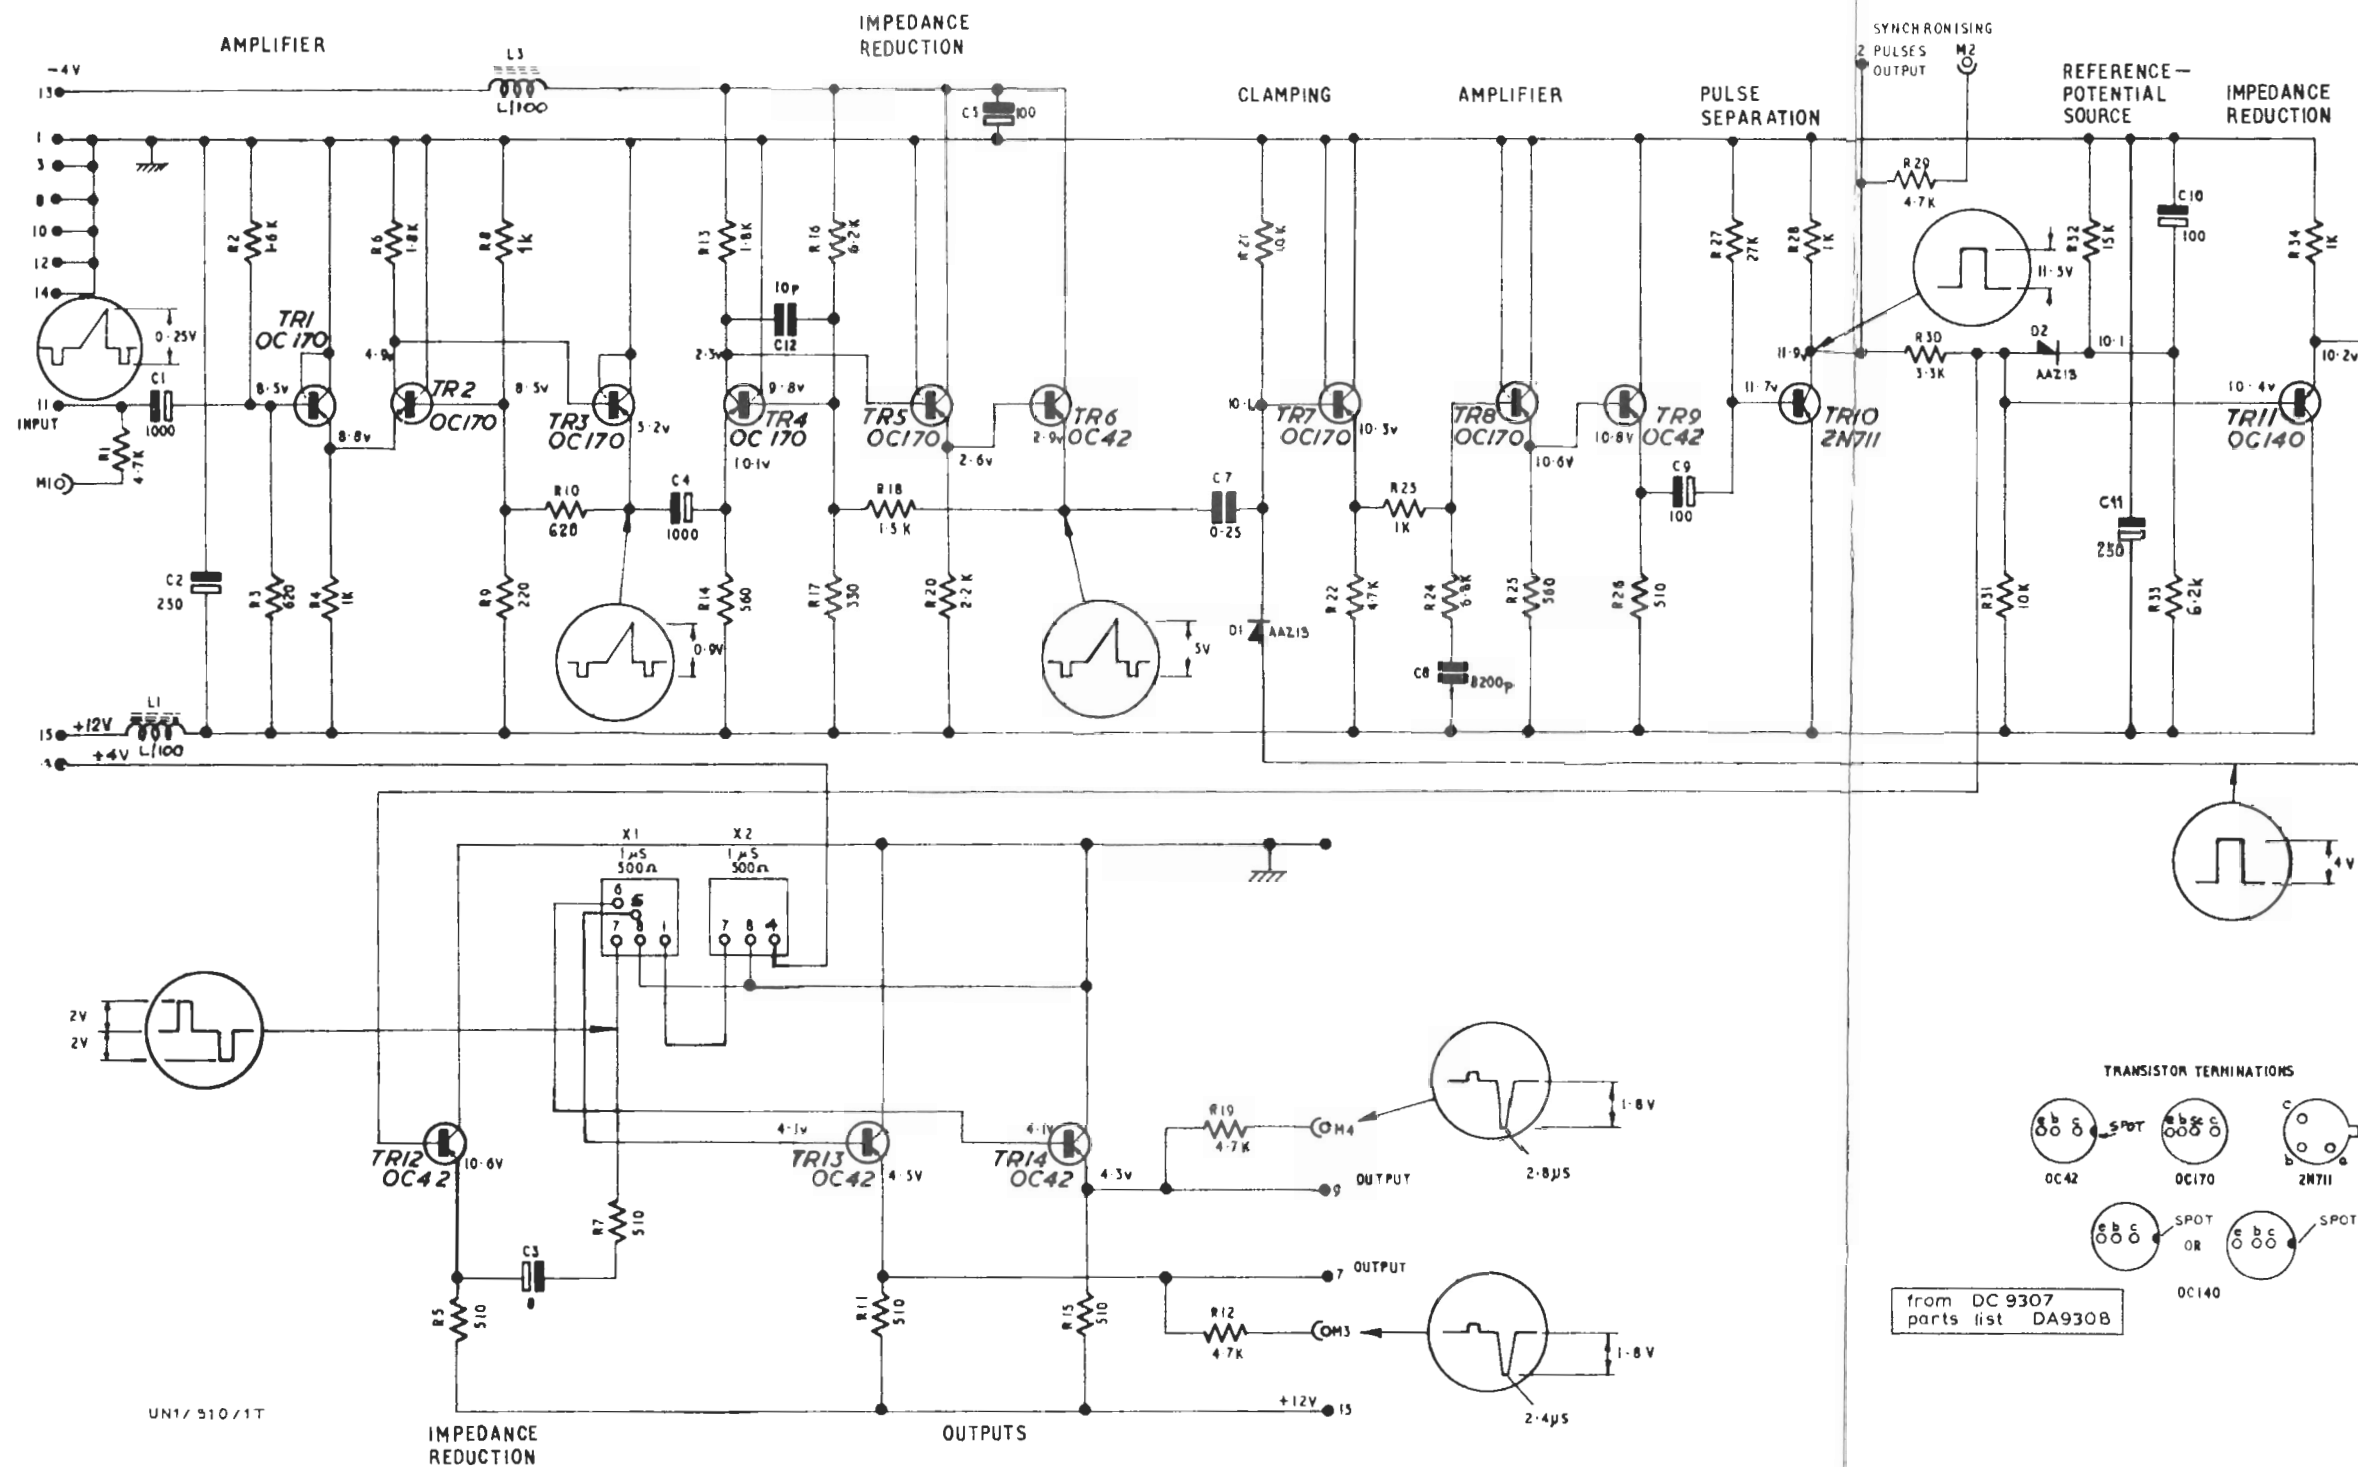 AMPLIFIER
IMPEDANCE
REDUCTION
CLAMPING
AMPLIFIER
PULSE
SEPARATION
SYNCHRONISING
2 PULSES
OUTPUT
M2
REFERENCE-
POTENTIAL
SOURCE
IMPEDANCE
REDUCTION
-4V
13
L3
L/100
C5
100
1
3
8
10
12
14
0.25V
11
INPUT
R1
4.7K
M1
C1
1000
C2
250
R2
1.6K
R3
620
TR1
OC170
8.5v
8.8v
R4
1K
R6
1.8K
4.9v
TR2
OC170
8.5v
R8
1k
R9
220
R10
620
TR3
OC170
5.2v
0.9V
C4
1000
R13
1.8K
10p
C12
2.3v
9.8v
TR4
OC170
10.1v
R14
560
R16
6.2K
R17
330
R18
1.5K
TR5
OC170
2.6v
R20
2.2K
TR6
OC42
2.9v
5V
C7
0.25
R21
10K
10.1
D1
AAZ13
TR7
OC170
10.3v
R22
4.7K
R23
1K
R24
6.8K
C8
8200p
TR8
OC170
10.6v
R25
560
TR9
OC42
10.8V
R26
510
C9
100
R27
27K
11.7v
R28
1K
11.9v
TR10
2N711
R29
4.7K
11.5V
R30
3.3K
D2
AAZ13
10.1
R31
10K
R32
15K
C10
100
C11
250
R33
6.2k
R34
1K
10.2v
10.4v
TR11
OC140
15
+12V
L1
L/100
+4V
4V
X1
1µS
500Ω
6
5
7 8 1
X2
1µS
500Ω
7 8 4
2V
2V
TR12
OC42
10.6V
R5
510
C3
8
R7
510
4.1v
TR13
OC42
4.5V
R11
510
4.1v
TR14
OC42
4.3v
R15
510
R19
4.7K
M4
1.8V
2.8µS
9 OUTPUT
7 OUTPUT
R12
4.7K
M3
1.8V
2.4µS
+12V
15
TRANSISTOR TERMINATIONS
e b c
SPOT
OC42
e b s c
OC170
c
b e
2N711
e b c
SPOT
OR
e b c
SPOT
OC140
from DC 9307
parts list DA9308
UN1/510/1T
IMPEDANCE
REDUCTION
OUTPUTS